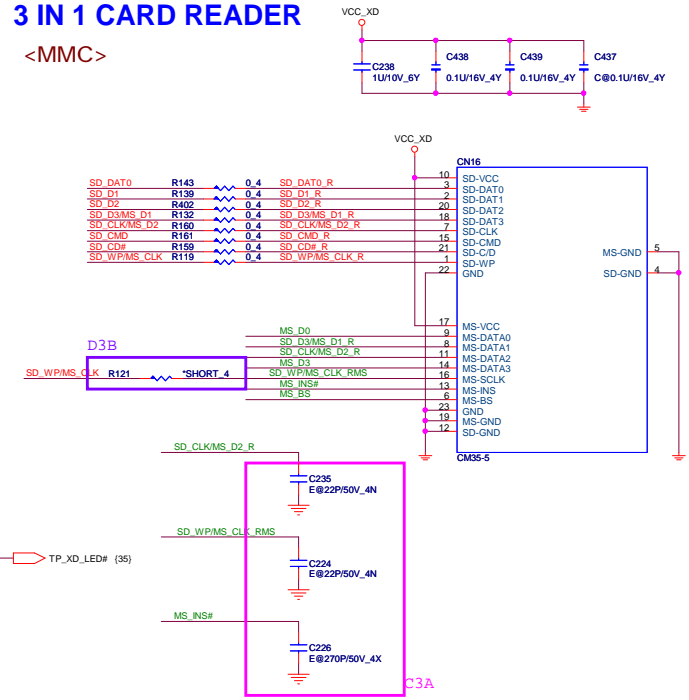 3 IN 1 CARD READER
<MMC>
VCC_XD
C238
1U/10V_6Y
C438
0.1U/16V_4Y
C439
0.1U/16V_4Y
C437
C@0.1U/16V_4Y
VCC_XD
CN16
SD_DAT0 R143 0_4 SD_DAT0_R 10 SD-VCC
SD_D1 R139 0_4 SD_D1_R 3 SD-DAT0
SD_D2 R402 0_4 SD_D2_R 2 SD-DAT1
SD_D3/MS_D1 R132 0_4 SD_D3/MS_D1_R 20 SD-DAT2
SD_CLK/MS_D2 R160 0_4 SD_CLK/MS_D2_R 18 SD-DAT3
SD_CMD R161 0_4 SD_CMD_R 7 SD-CLK
SD_CD# R159 0_4 SD_CD#_R 15 SD-CMD
SD_WP/MS_CLK R119 0_4 SD_WP/MS_CLK_R 21 SD-C/D
1 SD-WP
22 GND
MS-GND 5
SD-GND 4
17 MS-VCC
MS_D0 9 MS-DATA0
SD_D3/MS_D1_R 8 MS-DATA1
SD_CLK/MS_D2_R 11 MS-DATA2
MS_D3 14 MS-DATA3
SD_WP/MS_CLK_RMS 16 MS-SCLK
MS_INS# 13 MS-INS
MS_BS 6 MS-BS
23 GND
19 MS-GND
12 SD-GND
CM35-5
D3B
SD_WP/MS_CLK R121 *SHORT_4
SD_CLK/MS_D2_R
C235
E@22P/50V_4N
SD_WP/MS_CLK_RMS
C224
E@22P/50V_4N
TP_XD_LED# {35}
MS_INS#
C226
E@270P/50V_4X
C3A